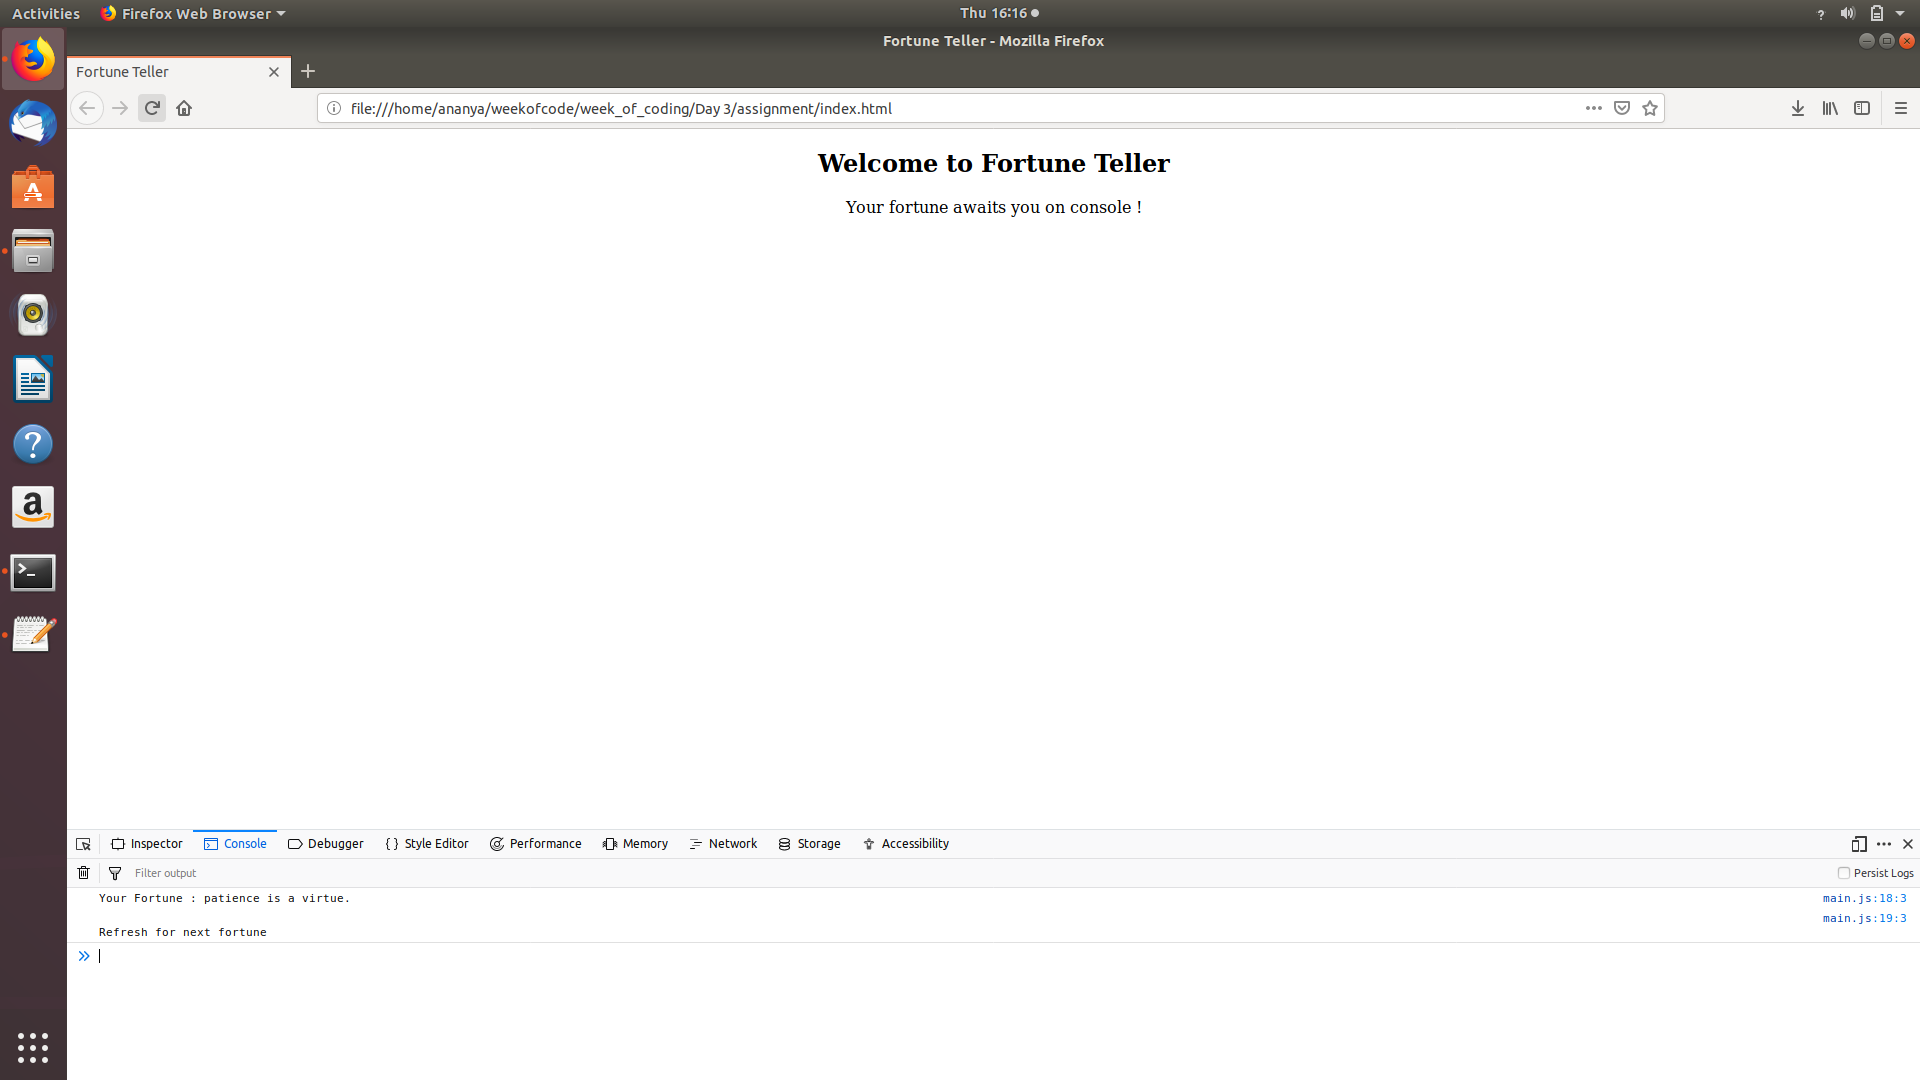 Activities Firefox Web Browser Thu 16:16
Fortune Teller - Mozilla Firefox
Fortune Teller
file:///home/ananya/weekofcode/week_of_coding/Day 3/assignment/index.html
Welcome to Fortune Teller
Your fortune awaits you on console !
Inspector Console Debugger Style Editor Performance Memory Network Storage Accessibility
Filter output Persist Logs
Your Fortune : patience is a virtue. main.js:18:3
main.js:19:3
Refresh for next fortune